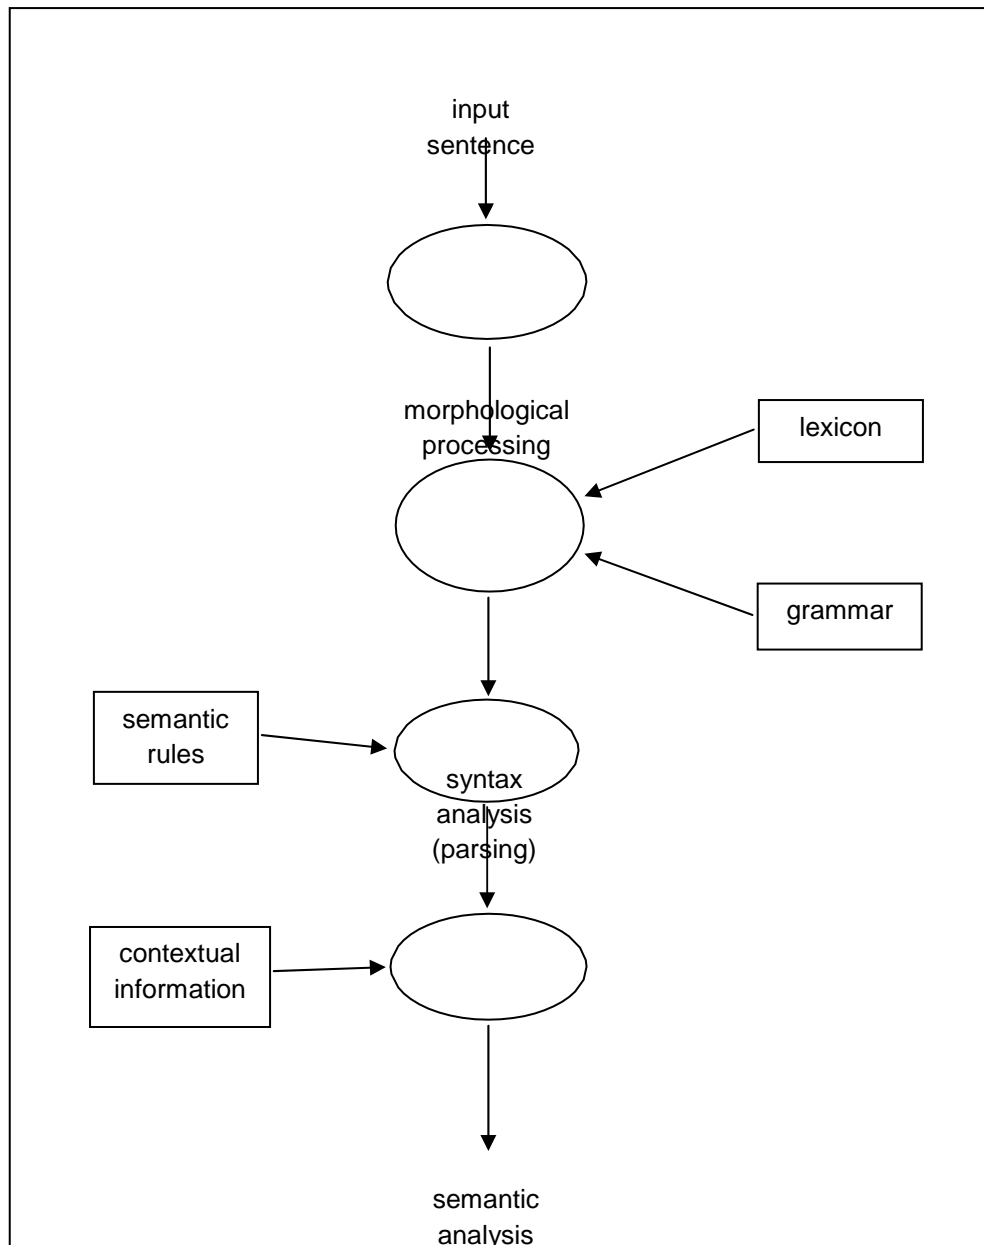 input
sentence
morphological
processing
lexicon
grammar
semantic
rules
syntax
analysis
(parsing)
contextual
information
semantic
analysis